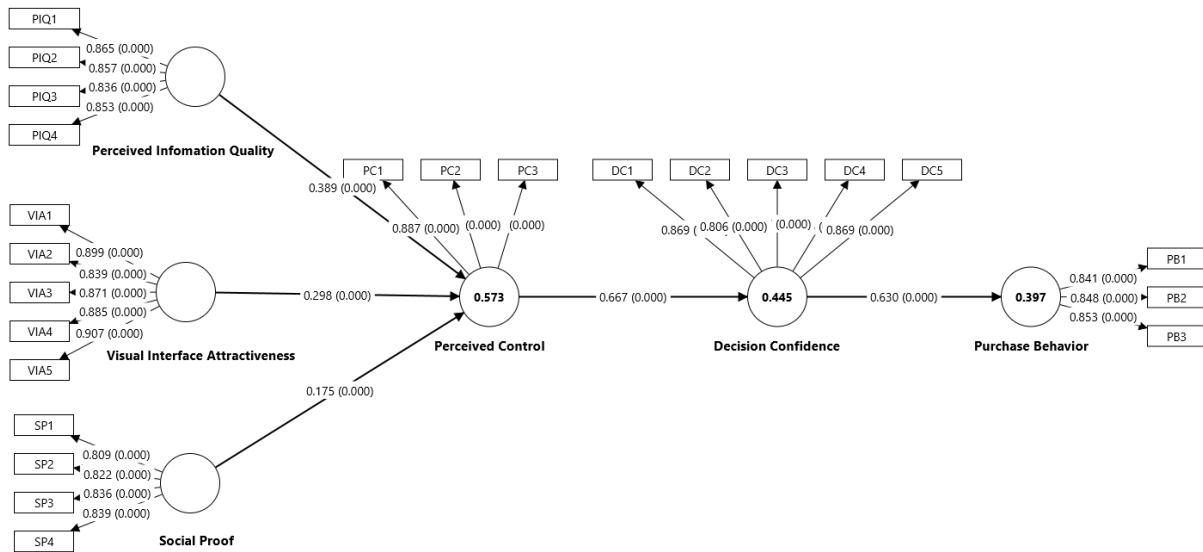 PIQ1
0.865 (0.000)
PIQ2
0.857 (0.000)
PIQ3
0.836 (0.000)
0.853 (0.000)
PIQ4
Perceived Infomation Quality
0.389 (0.000)
PC1
PC2
PC3
0.887 (0.000)
(0.000)
(0.000)
DC1
DC2
DC3
DC4
DC5
0.869 (
0.806 (0.000)
(0.000)
0.869 (0.000)
VIA1
0.899 (0.000)
VIA2
0.839 (0.000)
VIA3
0.871 (0.000)
0.885 (0.000)
VIA4
0.907 (0.000)
VIA5
Visual Interface Attractiveness
0.298 (0.000)
0.573
Perceived Control
0.667 (0.000)
0.445
Decision Confidence
0.630 (0.000)
0.397
Purchase Behavior
0.841 (0.000)
PB1
0.848 (0.000)
PB2
0.853 (0.000)
PB3
0.175 (0.000)
SP1
0.809 (0.000)
SP2
0.822 (0.000)
0.836 (0.000)
SP3
0.839 (0.000)
SP4
Social Proof